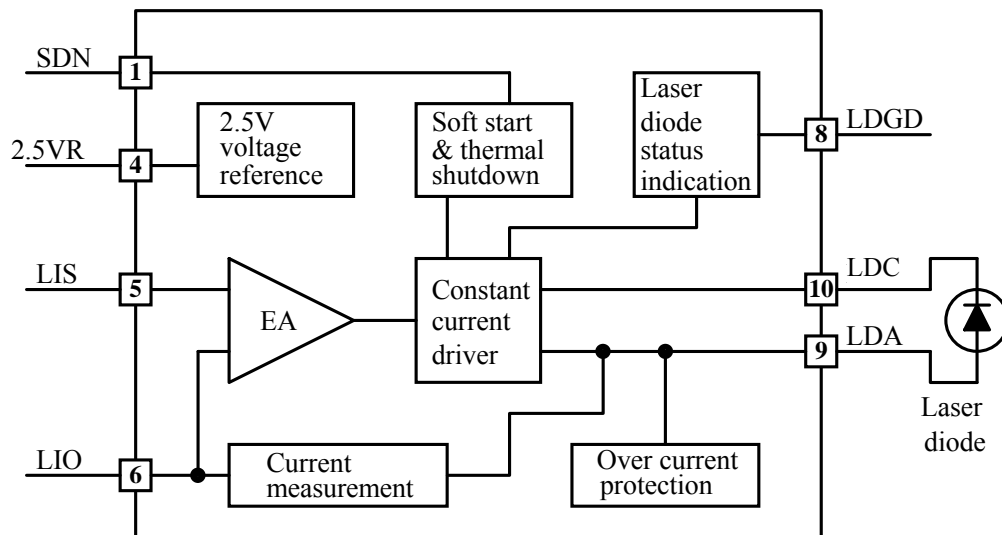 SDN
1
2.5VR
4
2.5V
voltage
reference
Soft start
& thermal
shutdown
Laser
diode
status
indication
8
LDGD
LIS
5
EA
Constant
current
driver
10
LDC
9
LDA
Laser
diode
LIO
6
Current
measurement
Over current
protection